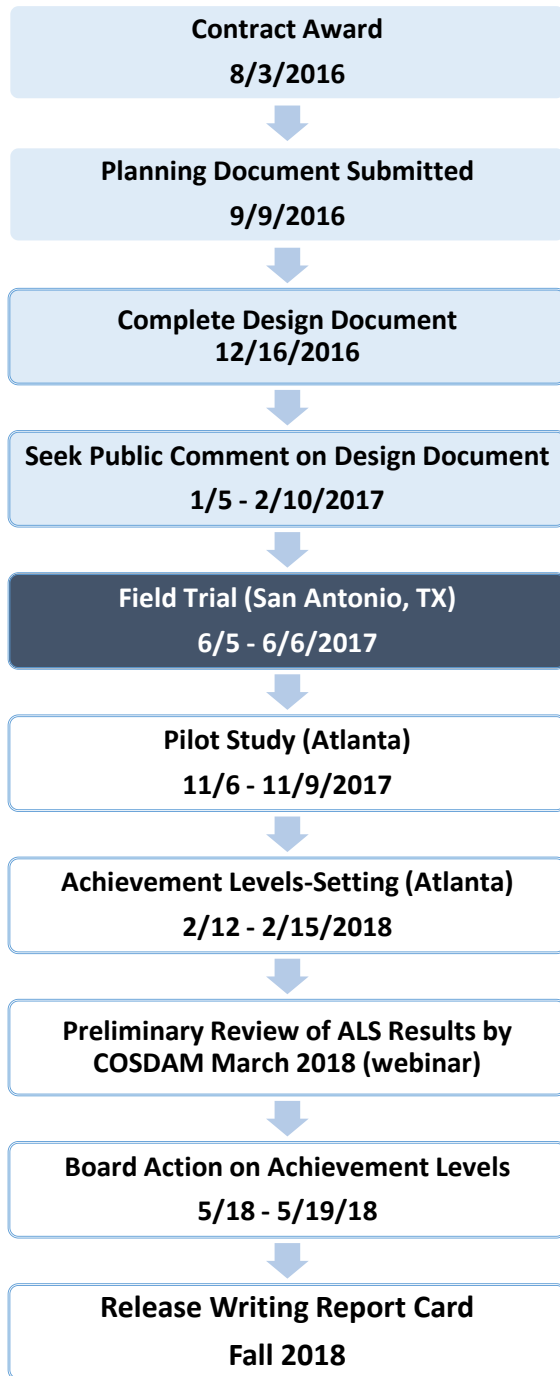 Contract Award
8/3/2016
Planning Document Submitted
9/9/2016
Complete Design Document
12/16/2016
Seek Public Comment on Design Document
1/5 - 2/10/2017
Field Trial (San Antonio, TX)
6/5 - 6/6/2017
Pilot Study (Atlanta)
11/6 - 11/9/2017
Achievement Levels-Setting (Atlanta)
2/12 - 2/15/2018
Preliminary Review of ALS Results by
COSDAM March 2018 (webinar)
Board Action on Achievement Levels
5/18 - 5/19/18
Release Writing Report Card
Fall 2018